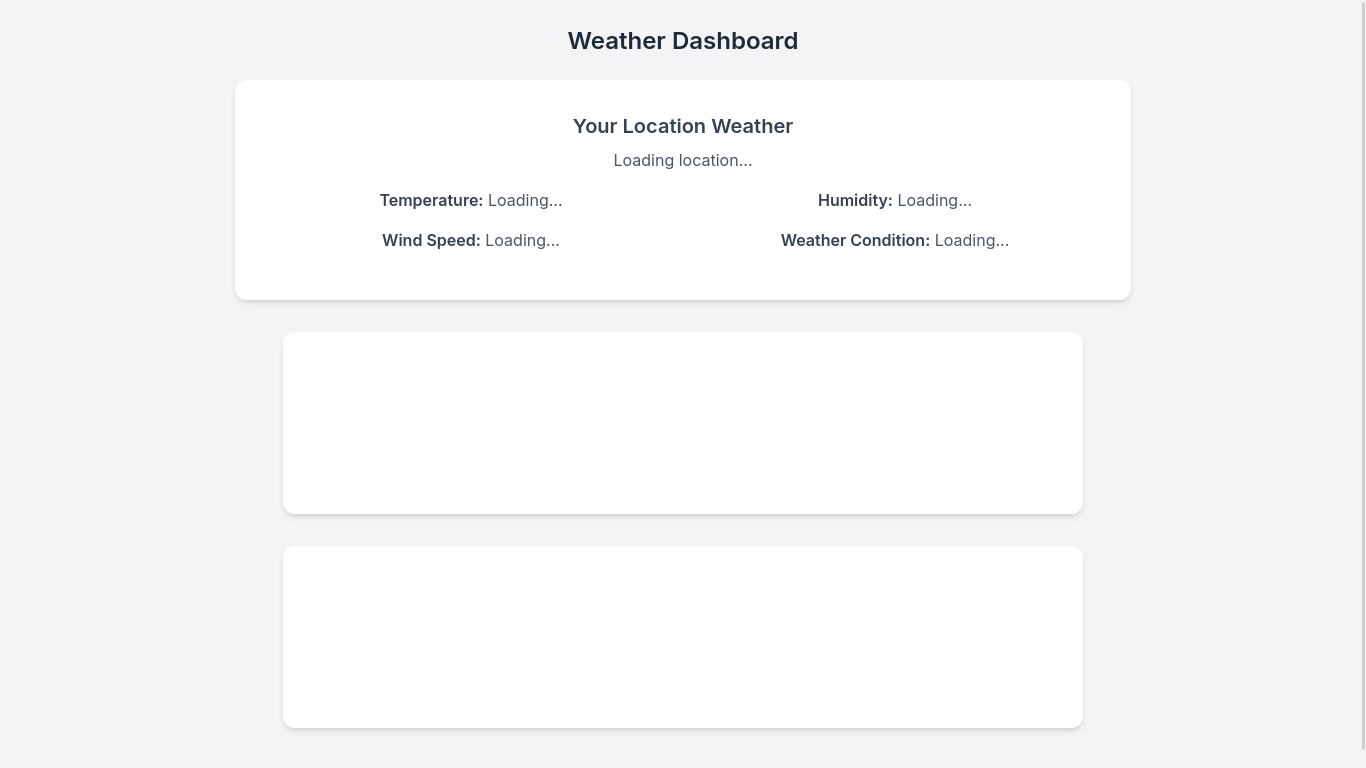 Weather Dashboard
Your Location Weather
Loading location...
Temperature: Loading...
Humidity: Loading...
Wind Speed: Loading...
Weather Condition: Loading...